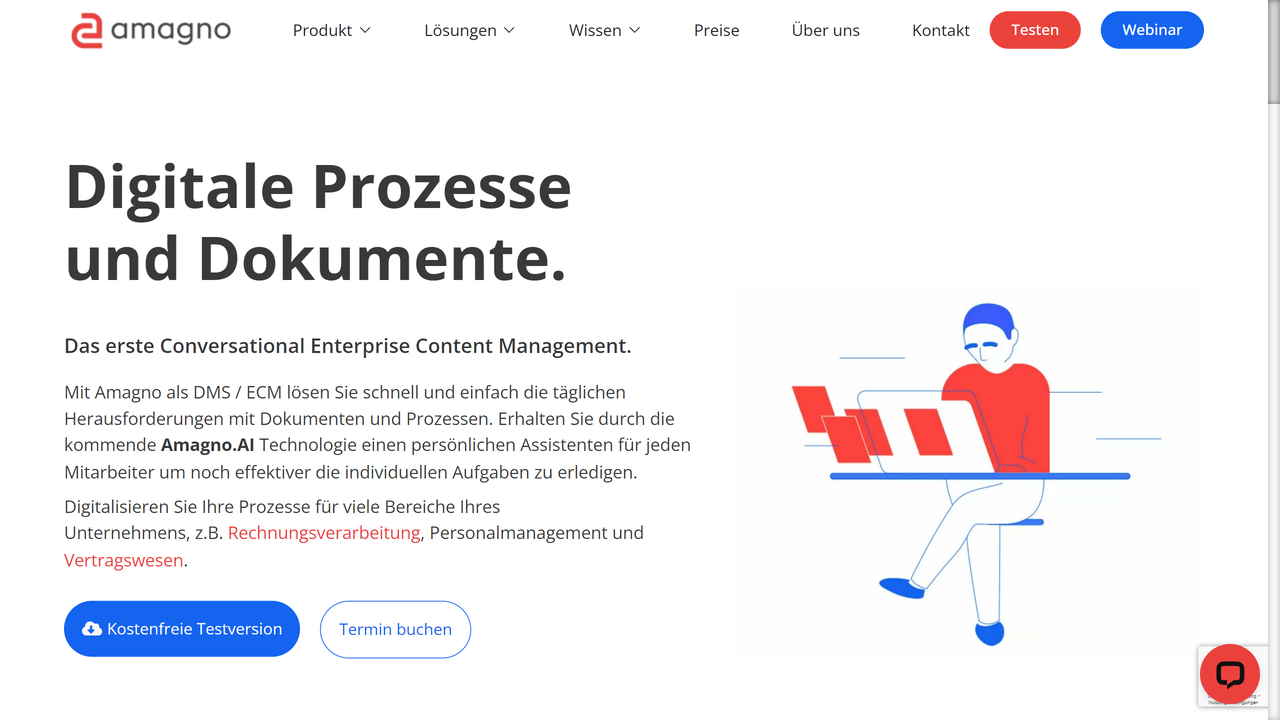 amagno
Produkt
Lösungen
Wissen
Preise
Über uns
Kontakt
Testen
Webinar
Digitale Prozesse
und Dokumente.
Das erste Conversational Enterprise Content Management.
Mit Amagno als DMS / ECM lösen Sie schnell und einfach die täglichen
Herausforderungen mit Dokumenten und Prozessen. Erhalten Sie durch die
kommende Amagno.AI Technologie einen persönlichen Assistenten für jeden
Mitarbeiter um noch effektiver die individuellen Aufgaben zu erledigen.
Digitalisieren Sie Ihre Prozesse für viele Bereiche Ihres
Unternehmens, z.B. Rechnungsverarbeitung, Personalmanagement und
Vertragswesen.
Kostenfreie Testversion
Termin buchen